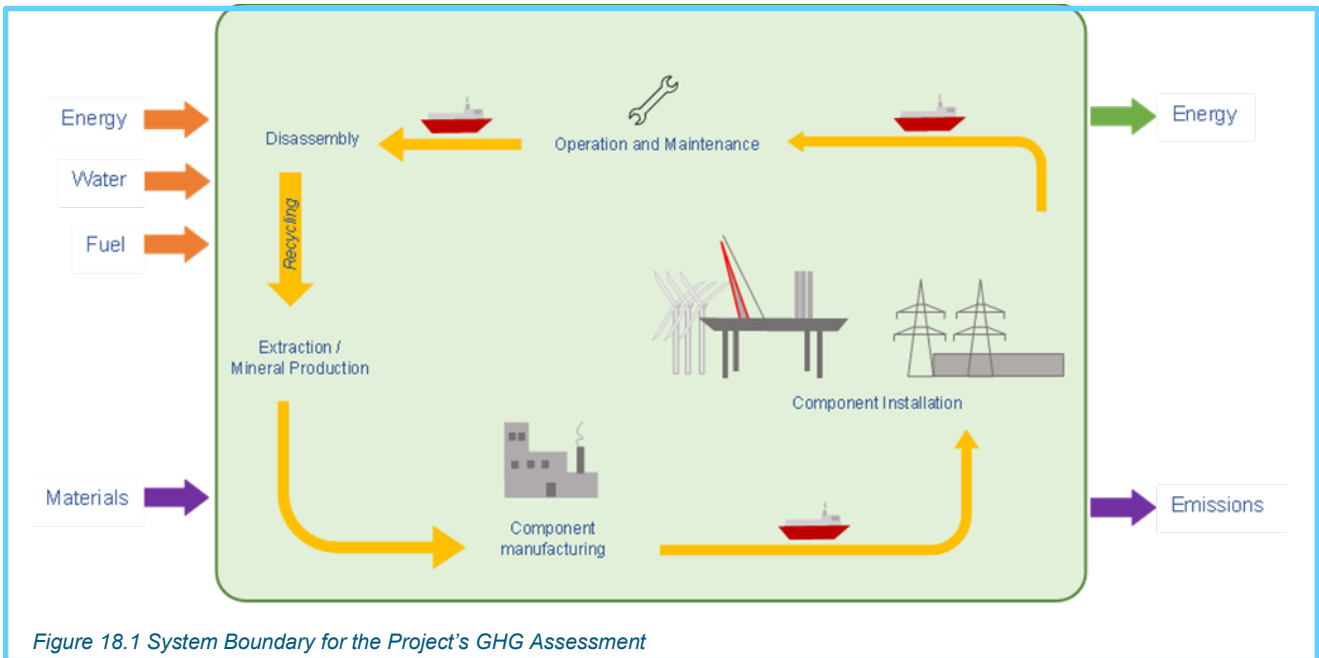 Energy
Water
Fuel
Materials
Disassembly
Operation and Maintenance
Recycling
Extraction /
Mineral Production
Component
manufacturing
Component Installation
Energy
Emissions
Figure 18.1 System Boundary for the Project's GHG Assessment